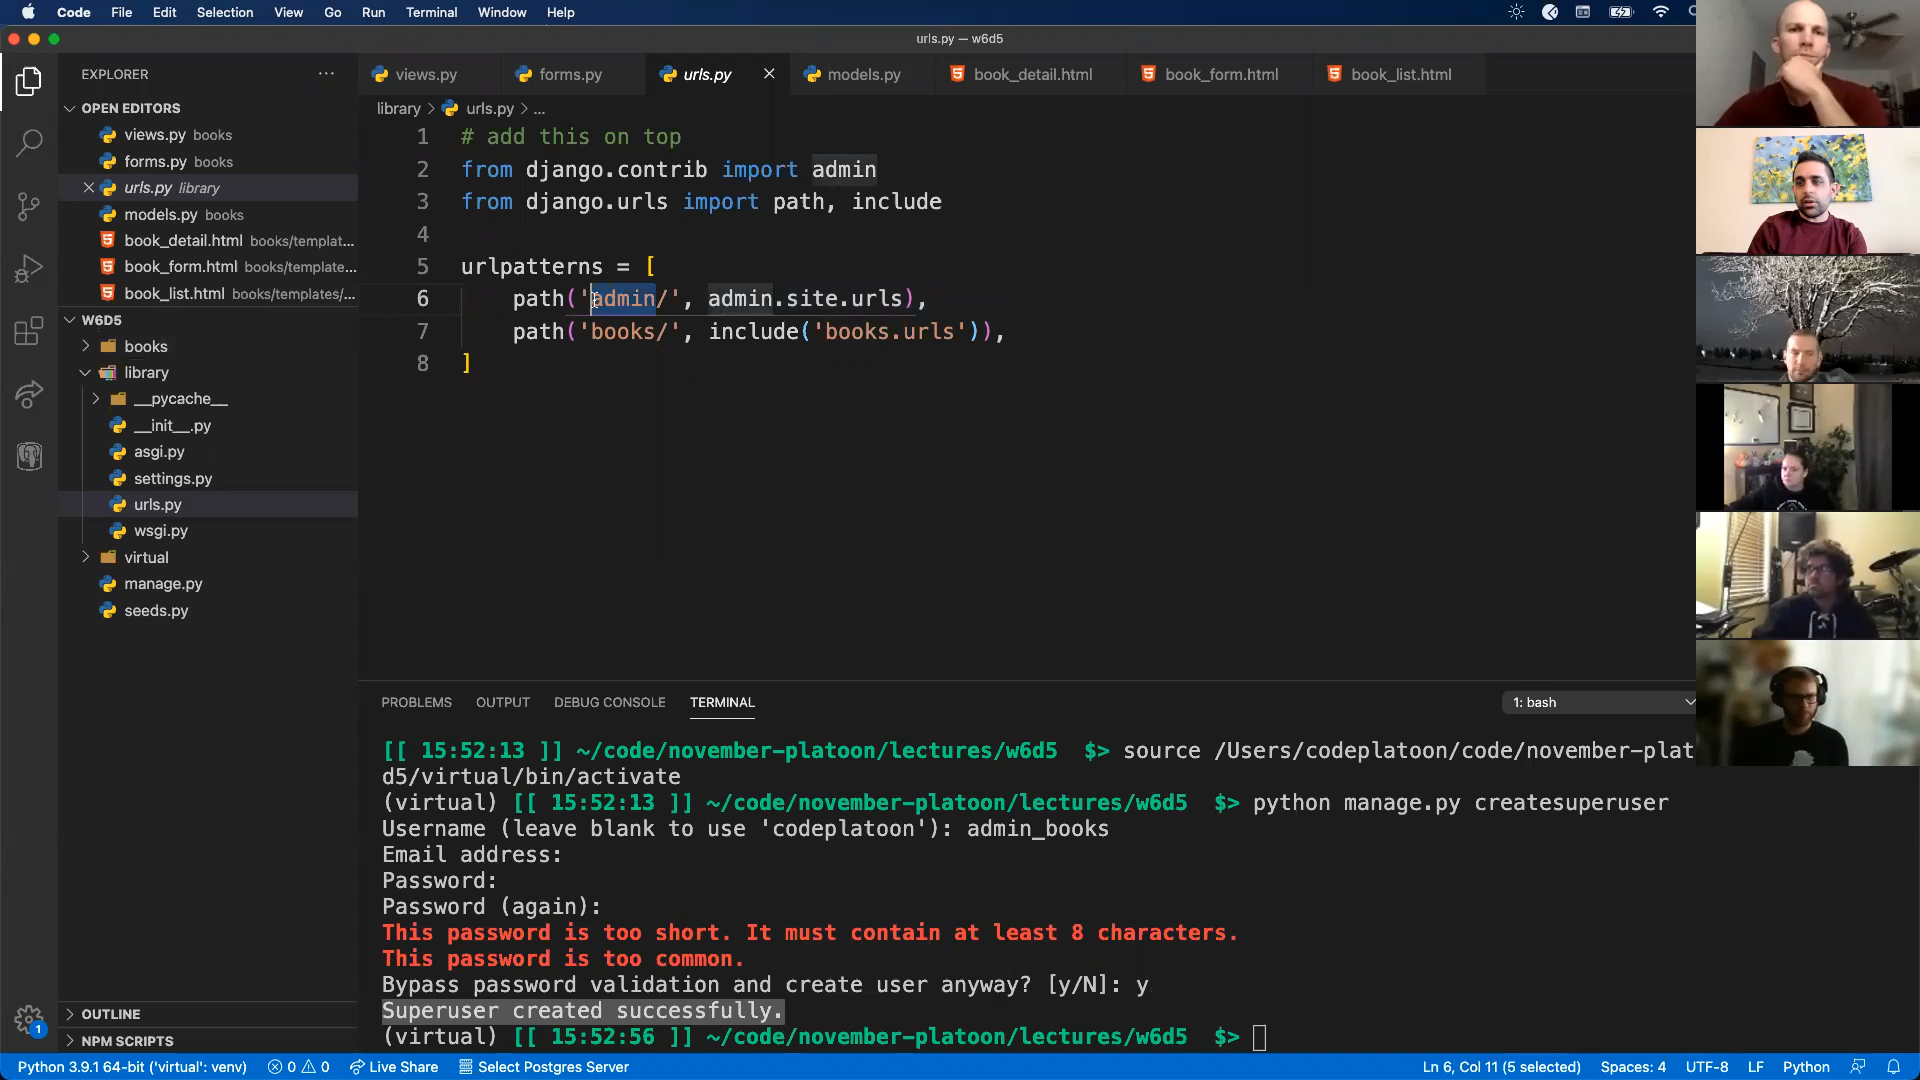 Code File Edit Selection View Go Run Terminal Window Help
urls.py — w6d5
EXPLORER
views.py
forms.py
urls.py
models.py
book_detail.html
book_form.html
book_list.html
OPEN EDITORS
views.py books
forms.py books
urls.py library
models.py books
book_detail.html books/templat...
book_form.html books/template...
book_list.html books/templates/...
W6D5
books
library
__pycache__
__init__.py
asgi.py
settings.py
urls.py
wsgi.py
virtual
manage.py
seeds.py
OUTLINE
NPM SCRIPTS
library > urls.py > ...
1 # add this on top
2 from django.contrib import admin
3 from django.urls import path, include
4
5 urlpatterns = [
6 path('admin/', admin.site.urls),
7 path('books/', include('books.urls')),
8 ]
PROBLEMS OUTPUT DEBUG CONSOLE TERMINAL
1: bash
[[ 15:52:13 ]] ~/code/november-platoon/lectures/w6d5 $> source /Users/codeplatoon/code/november-plat
d5/virtual/bin/activate
(virtual) [[ 15:52:13 ]] ~/code/november-platoon/lectures/w6d5 $> python manage.py createsuperuser
Username (leave blank to use 'codeplatoon'): admin_books
Email address:
Password:
Password (again):
This password is too short. It must contain at least 8 characters.
This password is too common.
Bypass password validation and create user anyway? [y/N]: y
Superuser created successfully.
(virtual) [[ 15:52:56 ]] ~/code/november-platoon/lectures/w6d5 $>
1
Python 3.9.1 64-bit ('virtual': venv) 0 0 Live Share Select Postgres Server
Ln 6, Col 11 (5 selected) Spaces: 4 UTF-8 LF Python